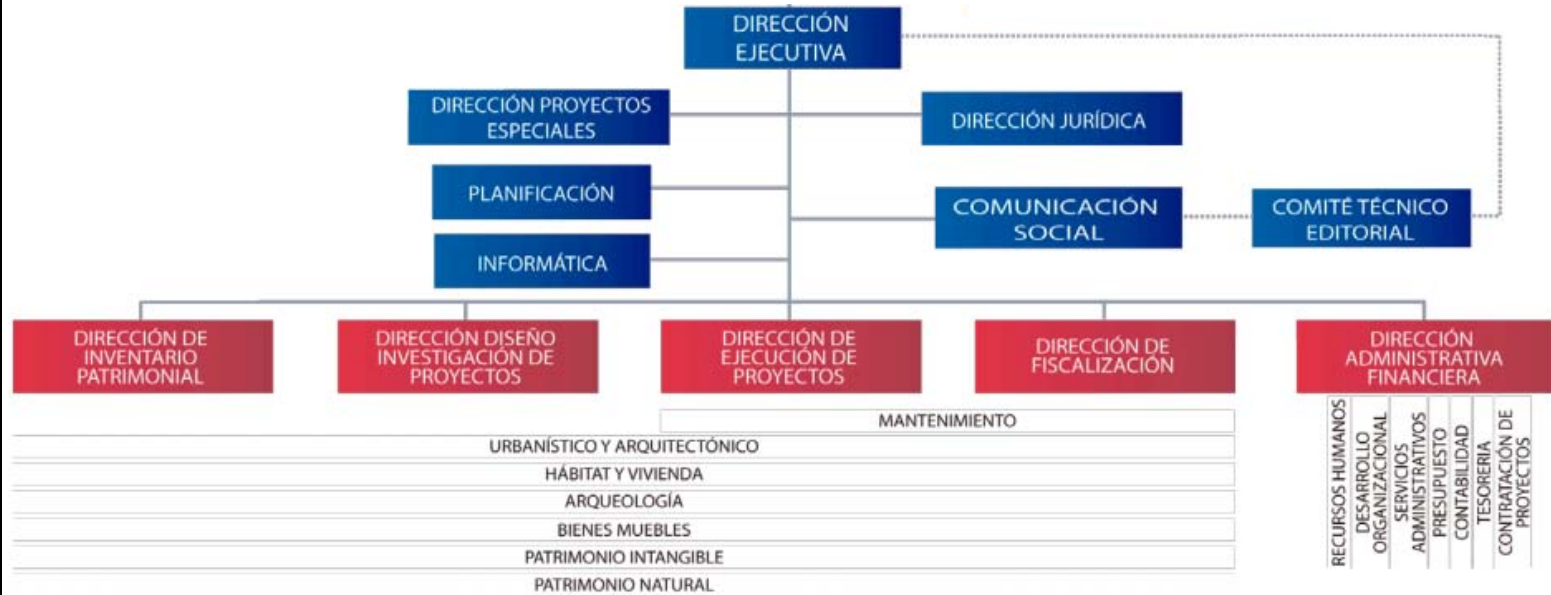 DIRECCIÓN
EJECUTIVA
DIRECCIÓN PROYECTOS
ESPECIALES
DIRECCIÓN JURÍDICA
PLANIFICACIÓN
COMUNICACIÓN
SOCIAL
COMITÉ TÉCNICO
EDITORIAL
INFORMÁTICA
DIRECCIÓN DE
INVENTARIO
PATRIMONIAL
DIRECCIÓN DISEÑO
INVESTIGACIÓN DE
PROYECTOS
DIRECCIÓN DE
EJECUCIÓN DE
PROYECTOS
DIRECCIÓN DE
FISCALIZACIÓN
DIRECCIÓN
ADMINISTRATIVA
FINANCIERA
MANTENIMIENTO
URBANÍSTICO Y ARQUITECTÓNICO
HÁBITAT Y VIVIENDA
ARQUEOLOGÍA
BIENES MUEBLES
PATRIMONIO INTANGIBLE
PATRIMONIO NATURAL
RECURSOS HUMANOS
DESARROLLO
ORGANIZACIONAL
SERVICIOS
ADMINISTRATIVOS
PRESUPUESTO
CONTABILIDAD
TESORERIA
CONTRATACIÓN DE
PROYECTOS